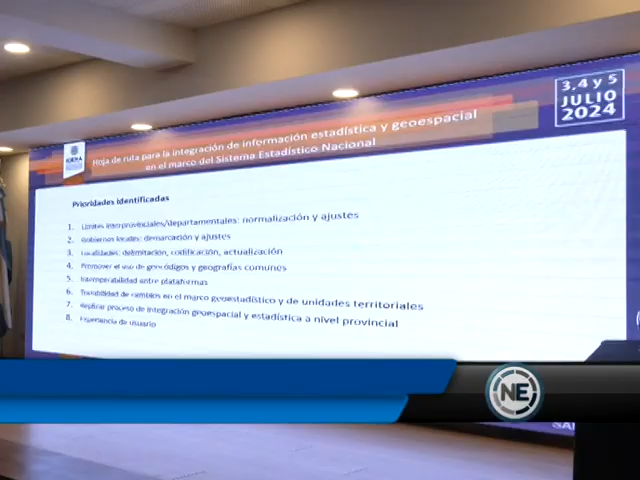 3, 4 y 5
JULIO
2024
IDERA
Hoja de ruta para la integración de información estadística y geoespacial
en el marco del Sistema Estadístico Nacional
Prioridades identificadas
1. Límites interprovinciales/departamentales: normalización y ajustes
2. Gobiernos locales: demarcación y ajustes
3. Localidades: delimitación, codificación, actualización
4. Promover el uso de geocódigos y geografías comunes
5. Interoperabilidad entre plataformas
6. Trazabilidad de cambios en el marco geoestadístico y de unidades territoriales
7. Replicar proceso de integración geoespacial y estadística a nivel provincial
8. Experiencia de usuario
NE